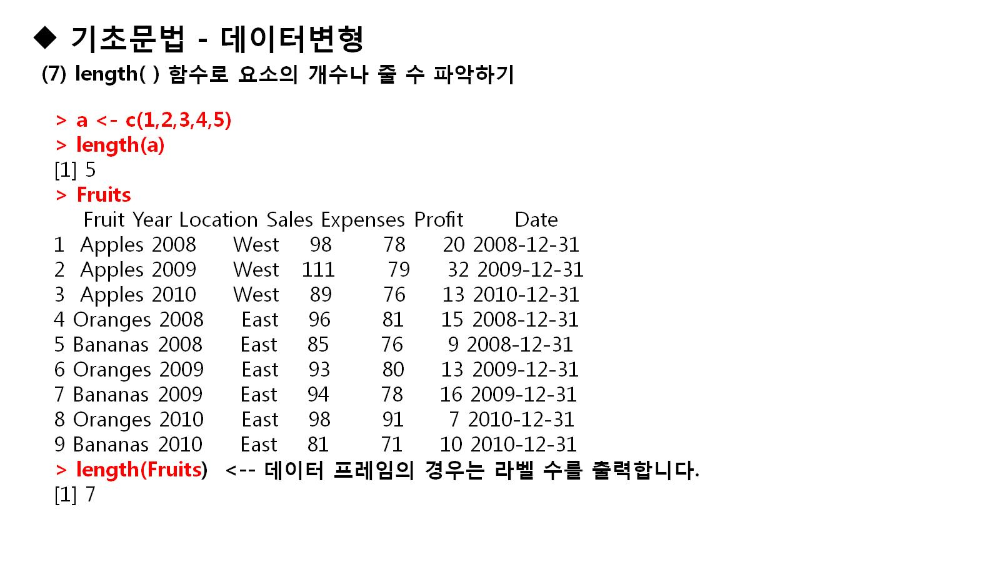 ◆ 기초문법 - 데이터변형
(7) length( ) 함수로 요소의 개수나 줄 수 파악하기
> a <- c(1,2,3,4,5)
> length(a)
[1] 5
> Fruits
Fruit Year Location Sales Expenses Profit Date
1 Apples 2008 West 98 78 20 2008-12-31
2 Apples 2009 West 111 79 32 2009-12-31
3 Apples 2010 West 89 76 13 2010-12-31
4 Oranges 2008 East 96 81 15 2008-12-31
5 Bananas 2008 East 85 76 9 2008-12-31
6 Oranges 2009 East 93 80 13 2009-12-31
7 Bananas 2009 East 94 78 16 2009-12-31
8 Oranges 2010 East 98 91 7 2010-12-31
9 Bananas 2010 East 81 71 10 2010-12-31
> length(Fruits) <-- 데이터 프레임의 경우는 라벨 수를 출력합니다.
[1] 7